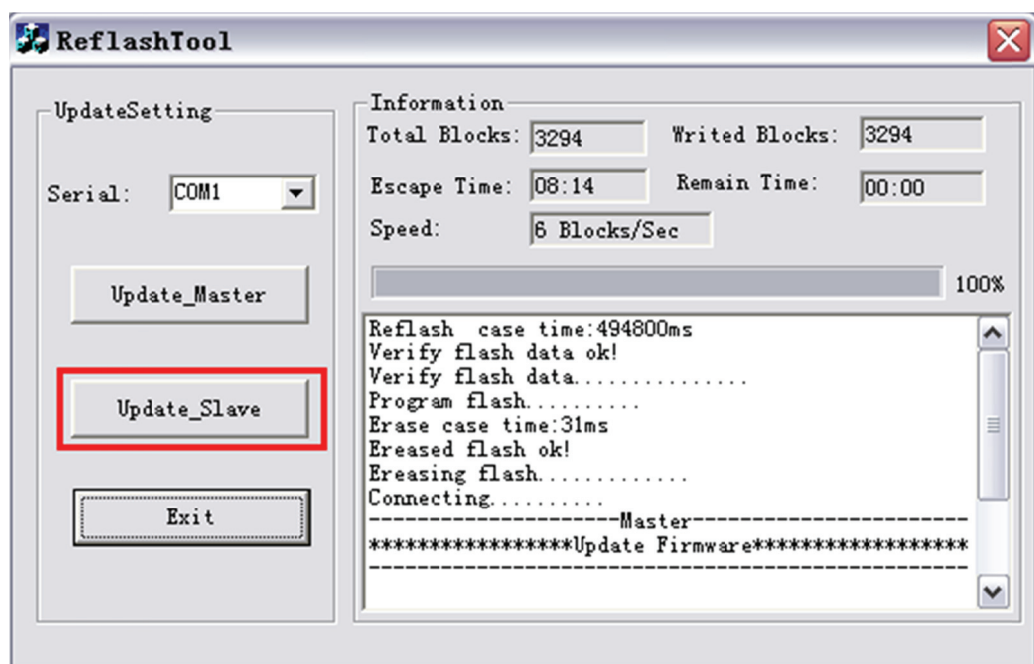 ReflashTool
UpdateSetting
Serial: COM1
Update_Master
Update_Slave
Exit
Information
Total Blocks: 3294 Writed Blocks: 3294
Escape Time: 08:14 Remain Time: 00:00
Speed: 6 Blocks/Sec
100%
Reflash  case time:494800ms
Verify flash data ok!
Verify flash data...............
Program flash..........
Erase case time:31ms
Ereased flash ok!
Ereasing flash.............
Connecting..........
---------------------Master-----------------------
*****************Update Firmware******************
--------------------------------------------------